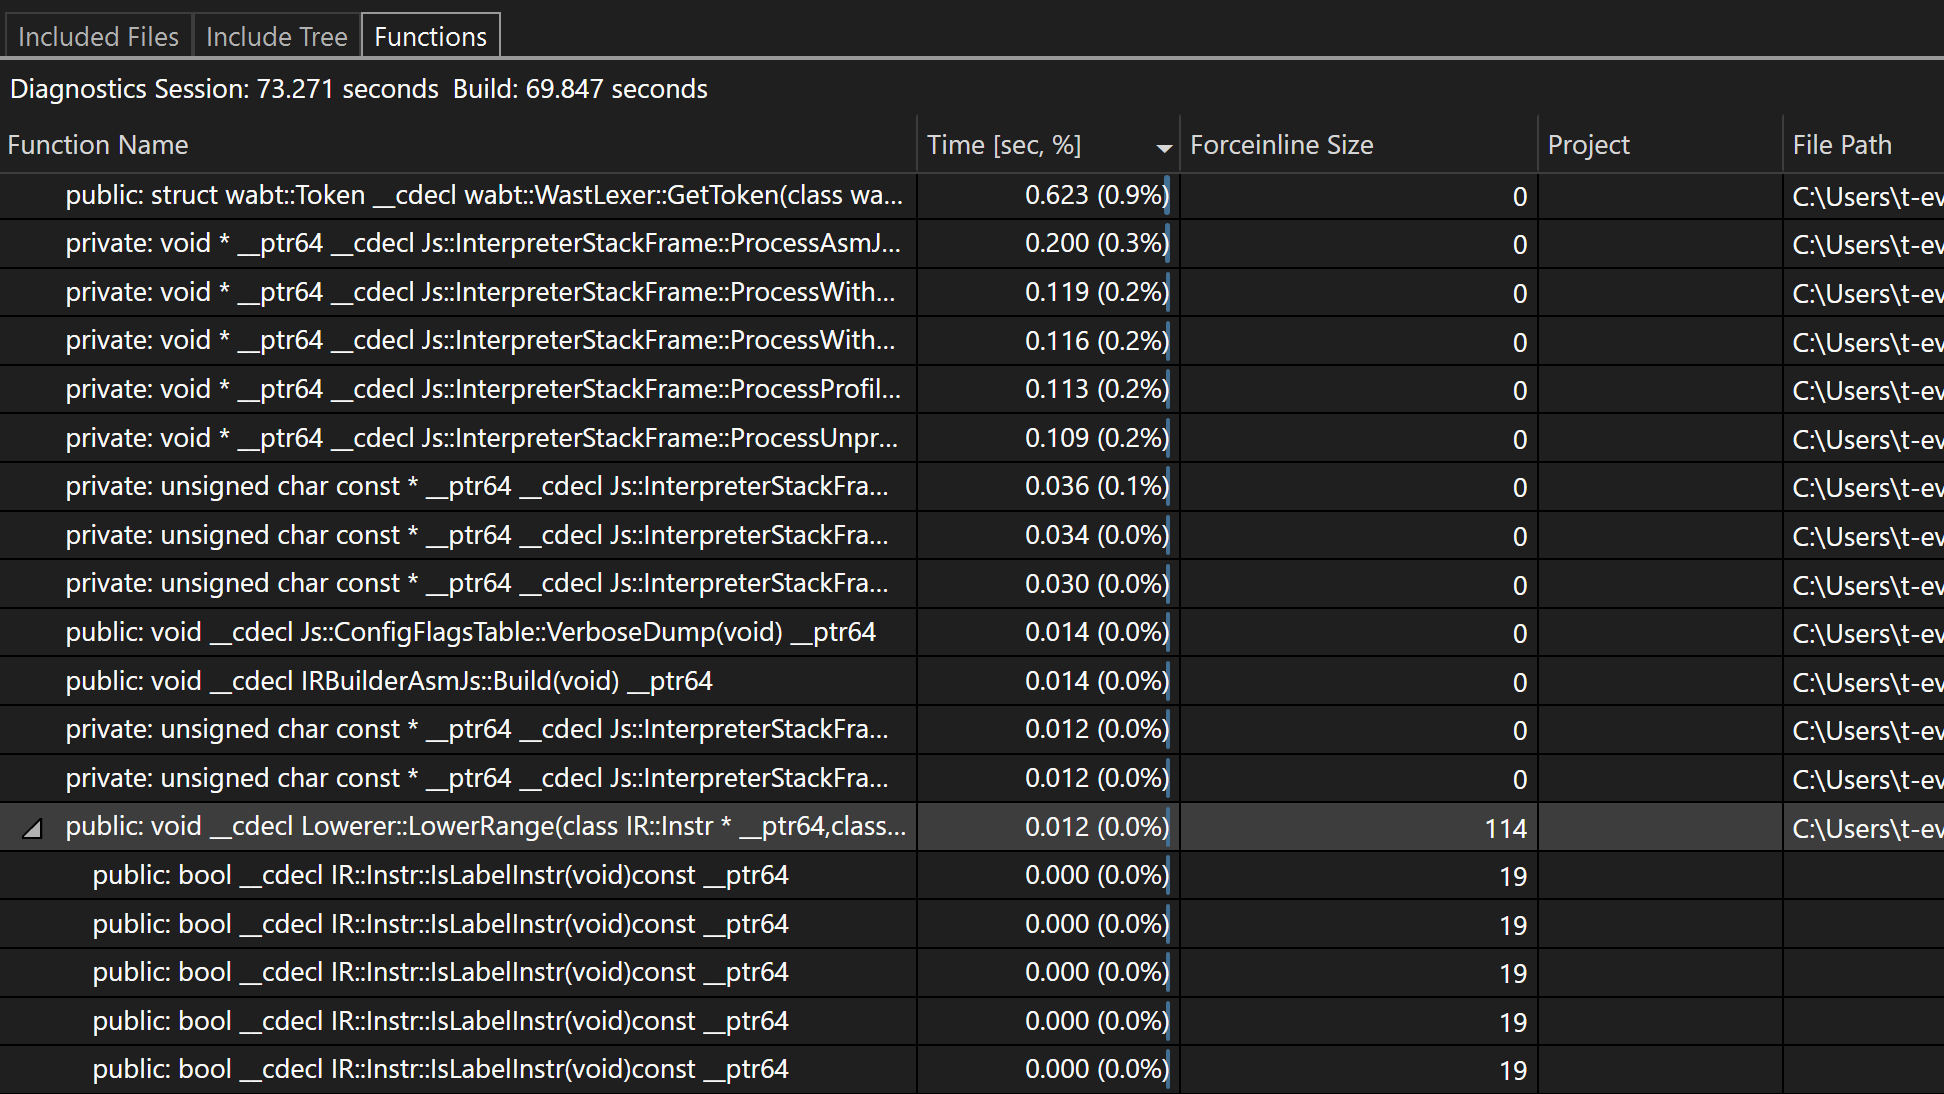 Included Files Include Tree Functions
Diagnostics Session: 73.271 seconds Build: 69.847 seconds
Function Name Time [sec, %] Forceinline Size Project File Path
public: struct wabt::Token __cdecl wabt::WastLexer::GetToken(class wa... 0.623 (0.9%) 0 C:\Users\t-ev
private: void * __ptr64 __cdecl Js::InterpreterStackFrame::ProcessAsmJ... 0.200 (0.3%) 0 C:\Users\t-ev
private: void * __ptr64 __cdecl Js::InterpreterStackFrame::ProcessWith... 0.119 (0.2%) 0 C:\Users\t-ev
private: void * __ptr64 __cdecl Js::InterpreterStackFrame::ProcessWith... 0.116 (0.2%) 0 C:\Users\t-ev
private: void * __ptr64 __cdecl Js::InterpreterStackFrame::ProcessProfil... 0.113 (0.2%) 0 C:\Users\t-ev
private: void * __ptr64 __cdecl Js::InterpreterStackFrame::ProcessUnpr... 0.109 (0.2%) 0 C:\Users\t-ev
private: unsigned char const * __ptr64 __cdecl Js::InterpreterStackFra... 0.036 (0.1%) 0 C:\Users\t-ev
private: unsigned char const * __ptr64 __cdecl Js::InterpreterStackFra... 0.034 (0.0%) 0 C:\Users\t-ev
private: unsigned char const * __ptr64 __cdecl Js::InterpreterStackFra... 0.030 (0.0%) 0 C:\Users\t-ev
public: void __cdecl Js::ConfigFlagsTable::VerboseDump(void) __ptr64 0.014 (0.0%) 0 C:\Users\t-ev
public: void __cdecl IRBuilderAsmJs::Build(void) __ptr64 0.014 (0.0%) 0 C:\Users\t-ev
private: unsigned char const * __ptr64 __cdecl Js::InterpreterStackFra... 0.012 (0.0%) 0 C:\Users\t-ev
private: unsigned char const * __ptr64 __cdecl Js::InterpreterStackFra... 0.012 (0.0%) 0 C:\Users\t-ev
public: void __cdecl Lowerer::LowerRange(class IR::Instr * __ptr64,class... 0.012 (0.0%) 114 C:\Users\t-ev
public: bool __cdecl IR::Instr::IsLabelInstr(void)const __ptr64 0.000 (0.0%) 19
public: bool __cdecl IR::Instr::IsLabelInstr(void)const __ptr64 0.000 (0.0%) 19
public: bool __cdecl IR::Instr::IsLabelInstr(void)const __ptr64 0.000 (0.0%) 19
public: bool __cdecl IR::Instr::IsLabelInstr(void)const __ptr64 0.000 (0.0%) 19
public: bool __cdecl IR::Instr::IsLabelInstr(void)const __ptr64 0.000 (0.0%) 19